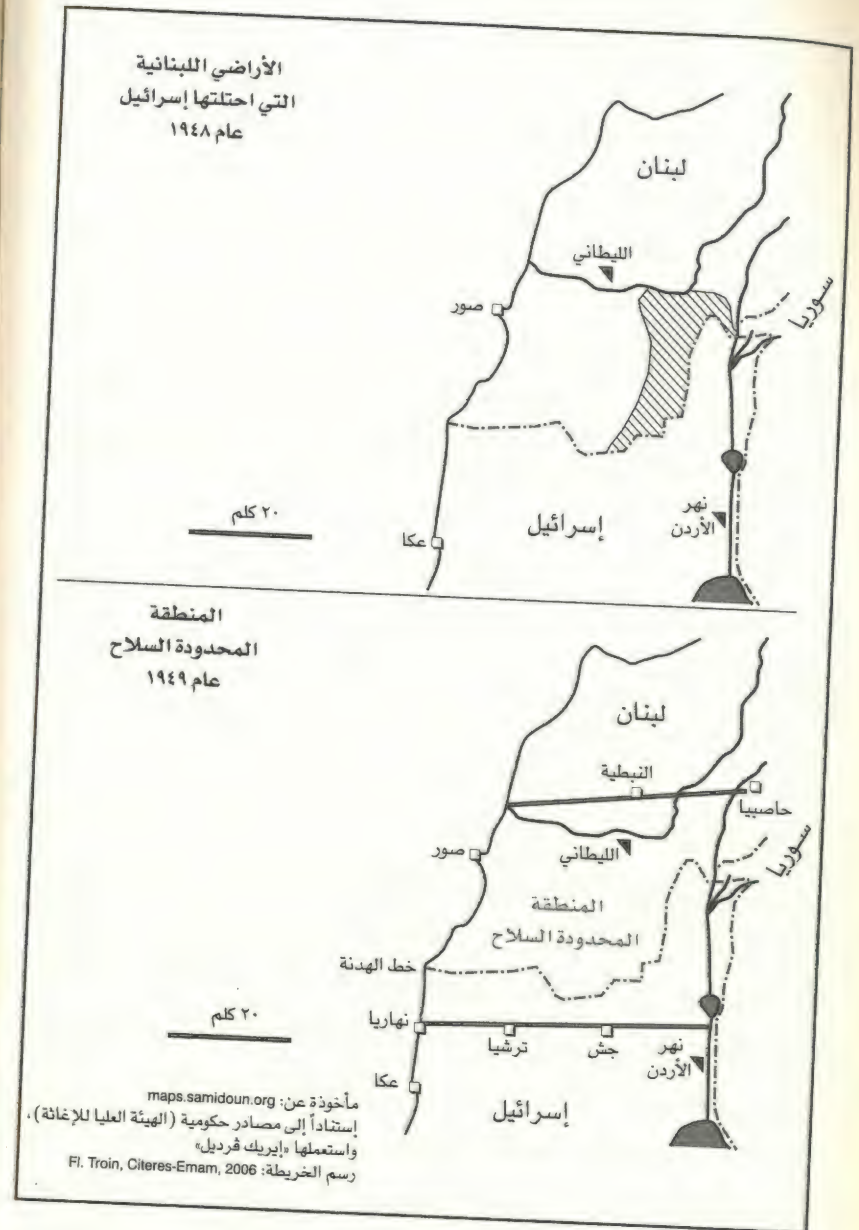 الأراضي اللبنانية
التي احتلتها إسرائيل
عام ١٩٤٨
لبنان
الليطاني
صور
سوريا
٢٠ كلم
عكا
إسرائيل
نهر
الأردن
المنطقة
المحدودة السلاح
عام ١٩٤٩
لبنان
النبطية
حاصبيا
صور
الليطاني
سوريا
المنطقة
المحدودة السلاح
خط الهدنة
٢٠ كلم
نهاريا
ترشيا
جش
نهر
الأردن
عكا
إسرائيل
مأخوذة عن: maps.samidoun.org
إستناداً إلى مصادر حكومية (الهيئة العليا للإغاثة)،
واستعملها «إيريك ڤرديل»
رسم الخريطة: Fl. Troin, Citeres-Emam, 2006